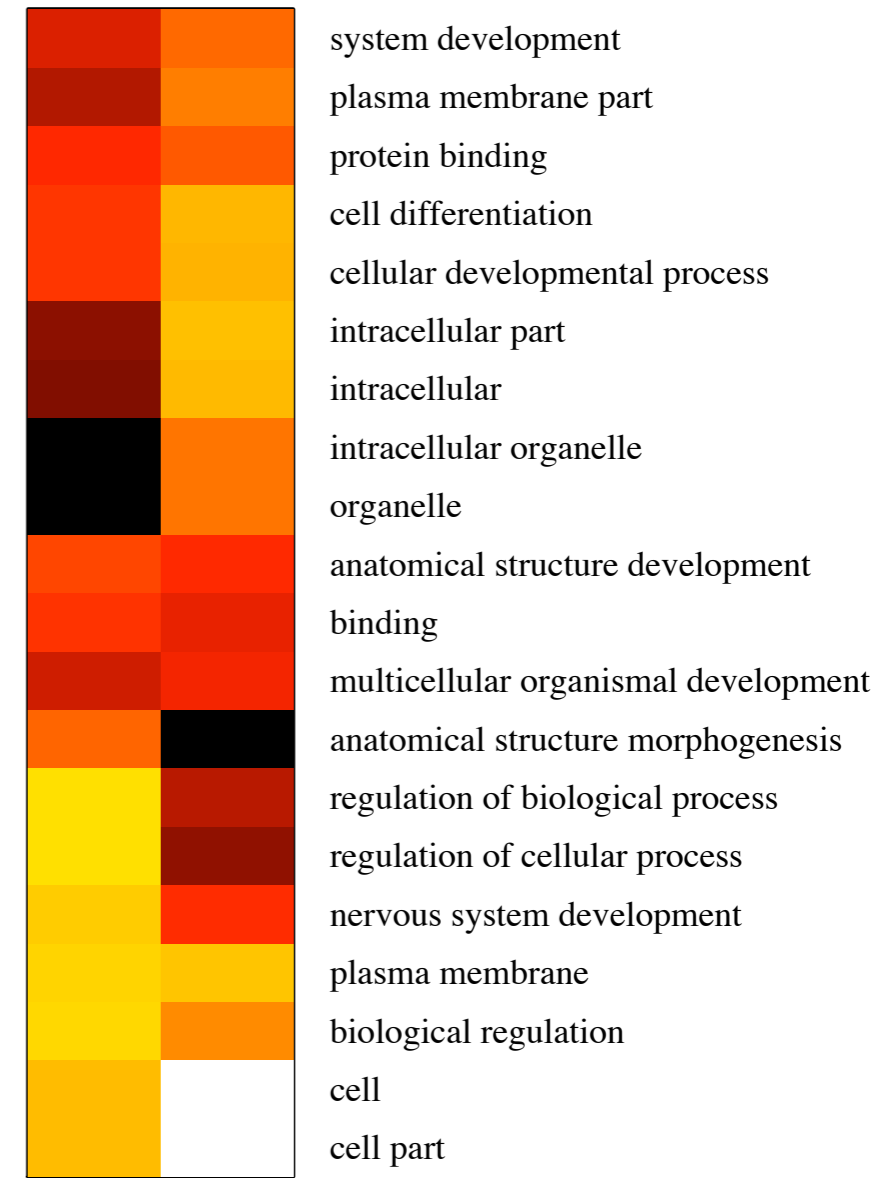 system development
plasma membrane part
protein binding
cell differentiation
cellular developmental process
intracellular part
intracellular
intracellular organelle
organelle
anatomical structure development
binding
multicellular organismal development
anatomical structure morphogenesis
regulation of biological process
regulation of cellular process
nervous system development
plasma membrane
biological regulation
cell
cell part